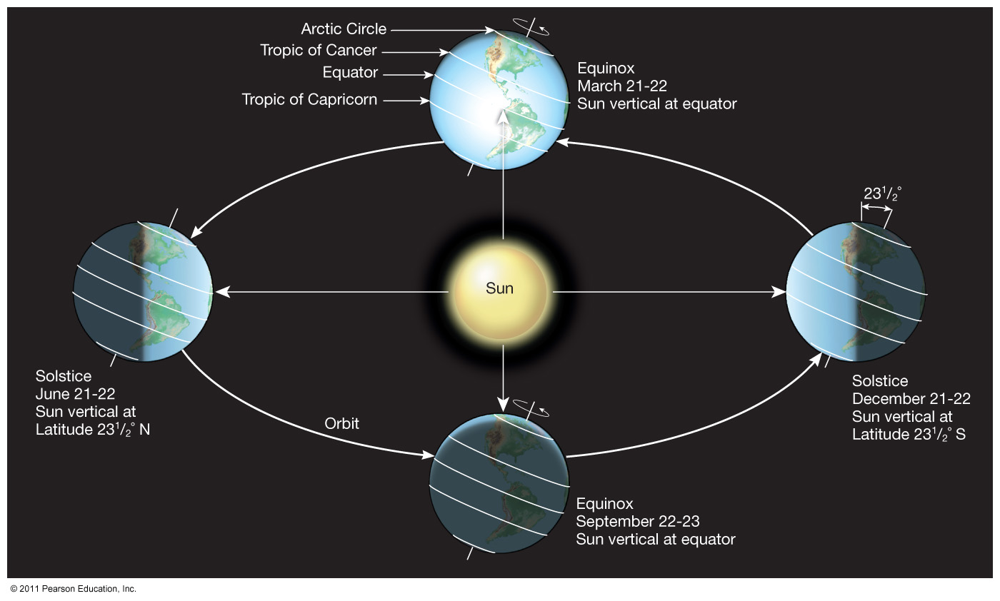 Arctic Circle
Tropic of Cancer
Equator
Tropic of Capricorn
Equinox
March 21-22
Sun vertical at equator
23 1/2°
Sun
Solstice
June 21-22
Sun vertical at
Latitude 23 1/2° N
Orbit
Solstice
December 21-22
Sun vertical at
Latitude 23 1/2° S
Equinox
September 22-23
Sun vertical at equator
© 2011 Pearson Education, Inc.